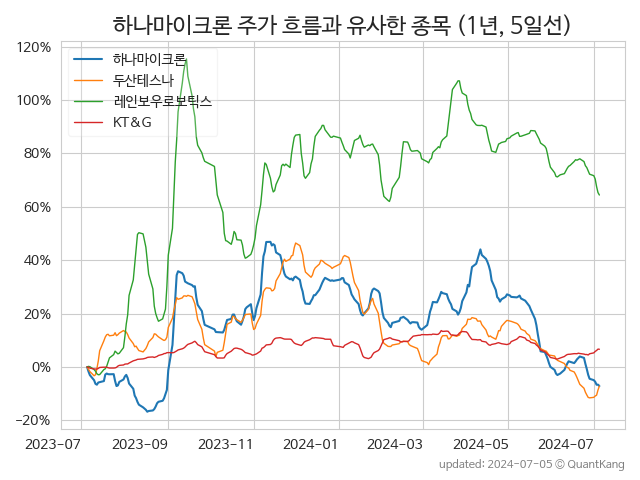 하나마이크론 주가 흐름과 유사한 종목 (1년, 5일선)
120%
100%
80%
60%
40%
20%
0%
−20%
하나마이크론
두산테스나
레인보우로보틱스
KT&G
2023-07 2023-09 2023-11 2024-01 2024-03 2024-05 2024-07
updated: 2024-07-05 © QuantKang